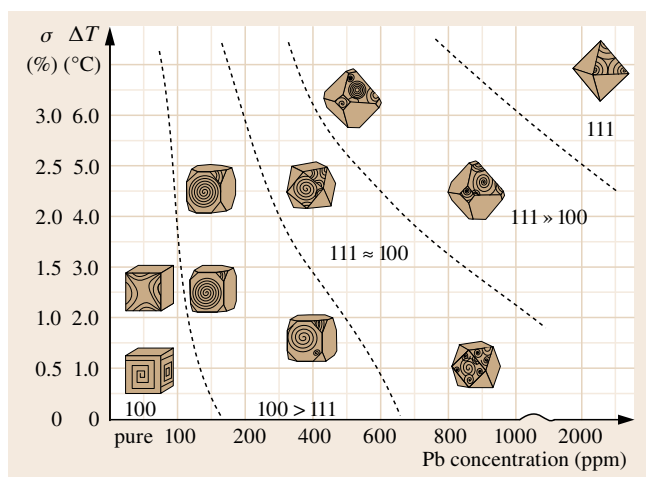 σ ΔT
(%) (°C)
3.0 6.0
2.5 5.0
2.0 4.0
1.5 3.0
1.0 2.0
0.5 1.0
0 0
111
111 » 100
111 ≈ 100
100
100 > 111
pure 100 200 400 600 800 1000 2000
Pb concentration (ppm)